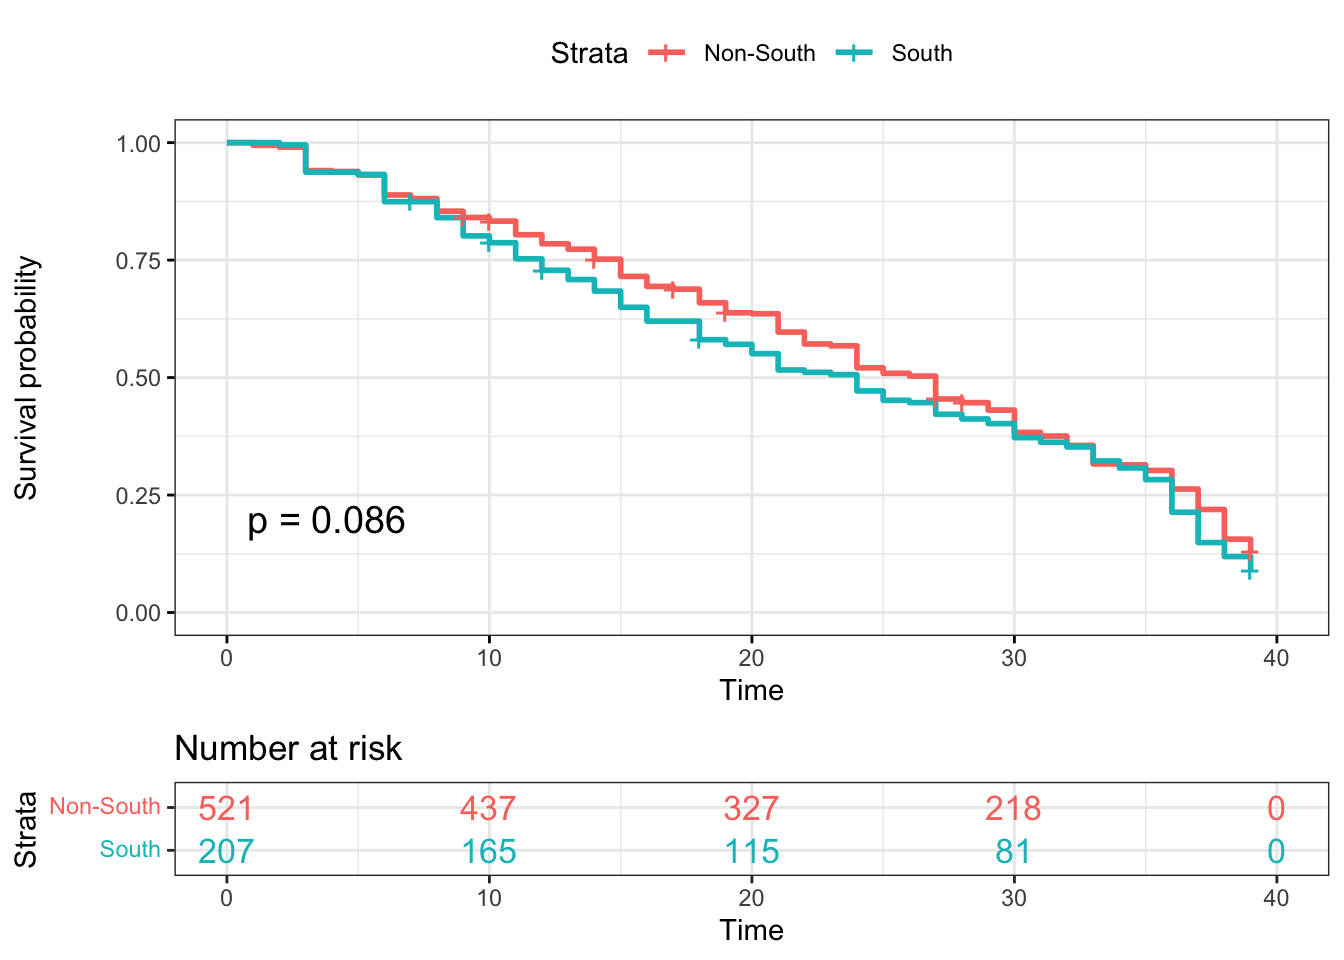 Strata Non-South South
Survival probability
1.00
0.75
0.50
0.25
0.00
p = 0.086
0 10 20 30 40
Time
Number at risk
Strata
Non-South 521 437 327 218 0
South 207 165 115 81 0
0 10 20 30 40
Time